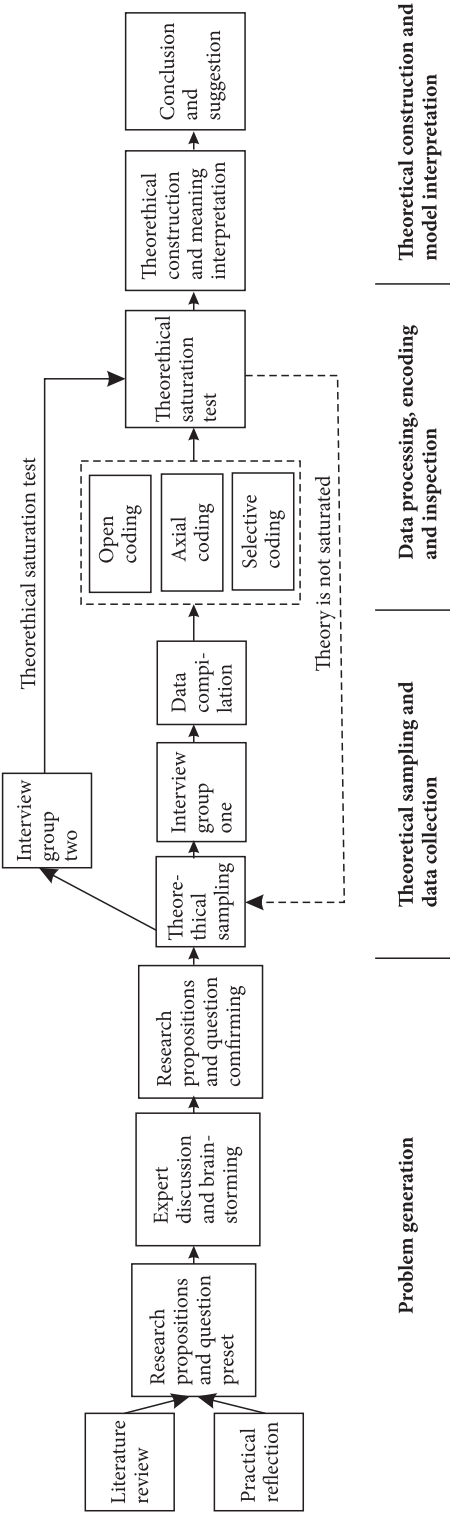 Literature
review
Practical
reflection
Research
propositions
and question
preset
Expert
discussion
and brain-
storming
Research
propositions
and question
comfirming
Theore-
thical
sampling
Interview
group
two
Interview
group
one
Data
compi-
lation
Open
coding
Axial
coding
Selective
coding
Theorethical saturation test
Theorethical
saturation
test
Theory is not saturated
Theorethical
construction
and meaning
interpretation
Conclusion
and
suggestion
Problem generation
Theoretical sampling and
data collection
Data processing, encoding
and inspection
Theoretical construction and
model interpretation